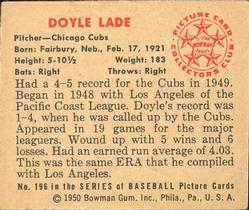 DOYLE LADE
Pitcher—Chicago Cubs
Born: Fairbury, Neb., Feb. 17, 1921
Height: 5-10½ Weight: 183
Bats: Right Throws: Right
PICTURE CARD
COLLECTORS CLUB
BOWMAN
Had a 4–5 record for the Cubs in 1949.
Began in 1948 with Los Angeles of the
Pacific Coast League. Doyle's record was
1–4, when he was called up by the Cubs.
Appeared in 19 games for the major
leaguers. Wound up with 5 wins and 6
losses. Had an earned run average of 4.03.
This was the same ERA that he compiled
with Los Angeles.
No. 196 in the SERIES of BASEBALL Picture Cards
©1950 Bowman Gum, Inc., Phila., Pa., U. S. A.